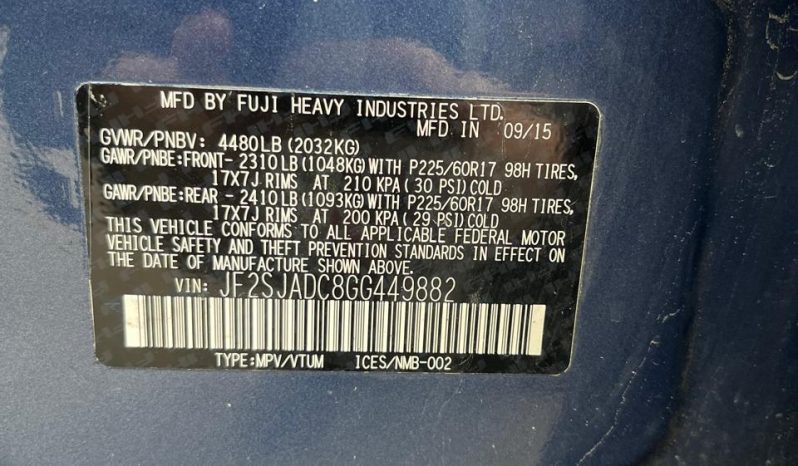 MFD BY FUJI HEAVY INDUSTRIES LTD.
MFD IN 09/15
GVWR/PNBV: 4480LB (2032KG)
GAWR/PNBE:FRONT- 2310LB (1048KG) WITH P225/60R17 98H TIRES,
17X7J RIMS AT 210 KPA ( 30 PSI) COLD
GAWR/PNBE:REAR - 2410LB (1093KG) WITH P225/60R17 98H TIRES,
17X7J RIMS AT 200 KPA ( 29 PSI) COLD
THIS VEHICLE CONFORMS TO ALL APPLICABLE FEDERAL MOTOR
VEHICLE SAFETY AND THEFT PREVENTION STANDARDS IN EFFECT ON
THE DATE OF MANUFACTURE SHOWN ABOVE.
VIN: JF2SJADC8GG449882
TYPE:MPV/VTUM ICES/NMB-002